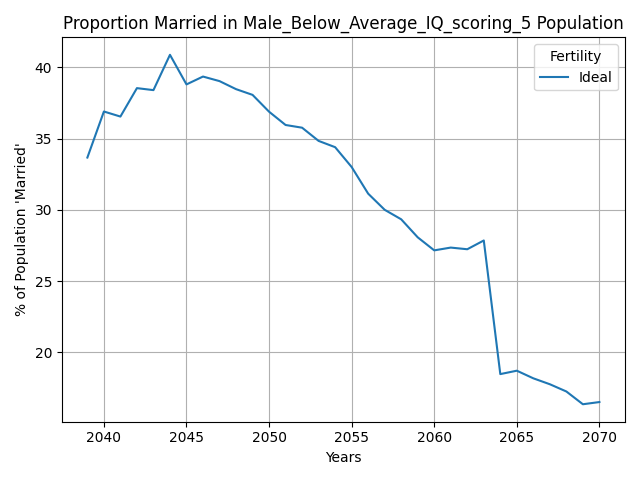 Proportion Married in Male_Below_Average_IQ_scoring_5 Population
Fertility
Ideal
% of Population 'Married'
40
35
30
25
20
2040
2045
2050
2055
2060
2065
2070
Years